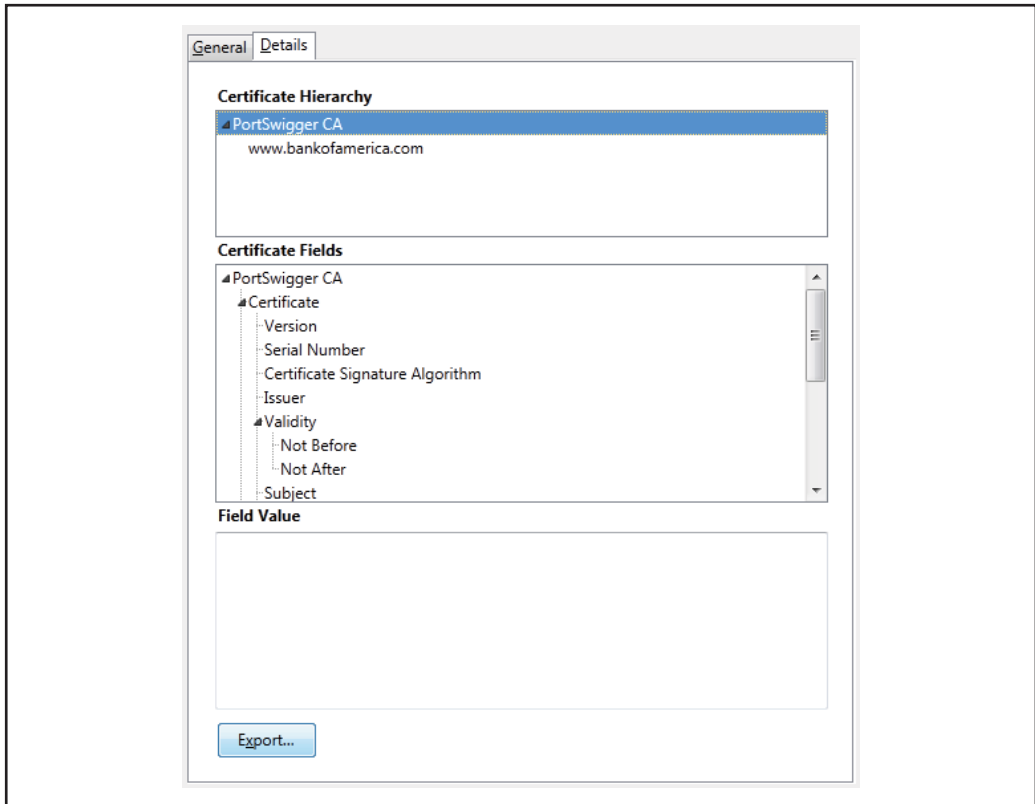 General Details
Certificate Hierarchy
PortSwigger CA
www.bankofamerica.com
Certificate Fields
PortSwigger CA
Certificate
Version
Serial Number
Certificate Signature Algorithm
Issuer
Validity
Not Before
Not After
Subject
Field Value
Export...